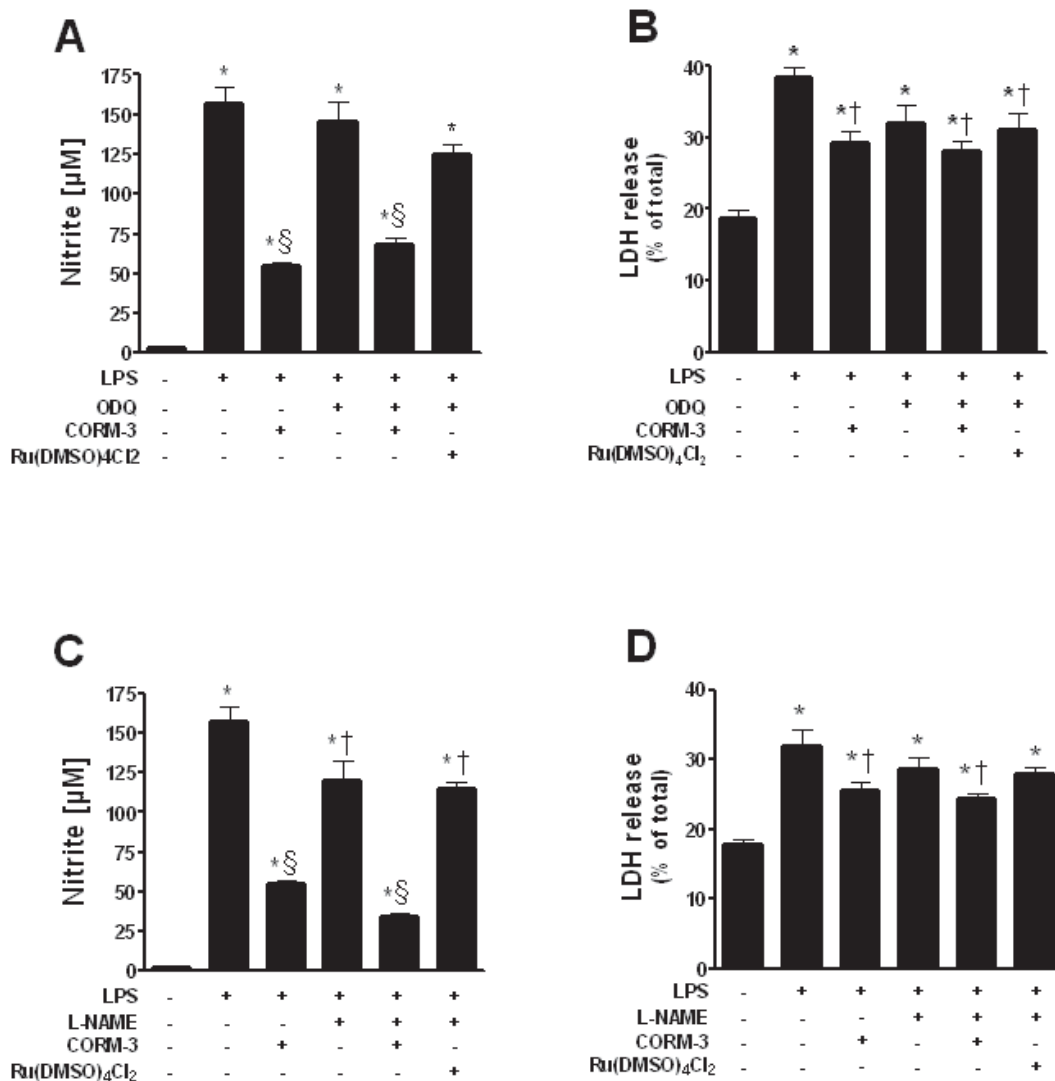 A
Nitrite [µM]
175
150
125
100
75
50
25
0
*
*
*§
*
*§
*
LPS - + + + + +
ODQ - - - + + +
CORM-3 - - + - + -
Ru(DMSO)4Cl2 - - - - - +
B
LDH release
(% of total)
40
30
20
10
0
*
*†
*
*†
*†
LPS - + + + + +
ODQ - - - + + +
CORM-3 - - + - + -
Ru(DMSO)₄Cl₂ - - - - - +
C
Nitrite [µM]
175
150
125
100
75
50
25
0
*
*§
*†
*§
*†
LPS - + + + + +
L-NAME - - - + + +
CORM-3 - - + - + -
Ru(DMSO)₄Cl₂ - - - - - +
D
LDH release
(% of total)
40
30
20
10
0
*
*†
*
*†
*
LPS - + + + + +
L-NAME - - - + + +
CORM-3 - - + - + -
Ru(DMSO)₄Cl₂ - - - - - +